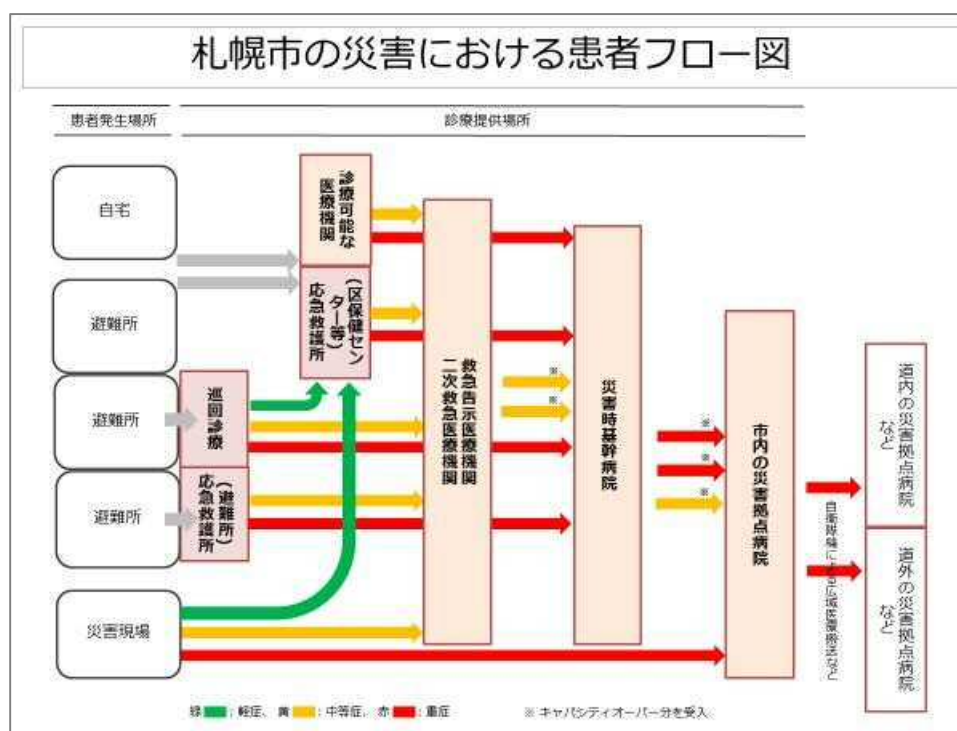 札幌市の災害における患者フロー図
患者発生場所
診療提供場所
自宅
避難所
避難所
避難所
災害現場
診療可能な
医療機関
(区保健セン
ター等)
応急救護所
巡回診療
(避難所)
応急救護所
救急告示医療機関
二次救急医療機関
※
※
災害時基幹病院
※
※
※
市内の災害拠点病院
自衛隊機による広域医療搬送など
道内の災害拠点病院
など
道外の災害拠点病院
など
緑 :軽症、 黄 :中等症、 赤 :重症
※ キャパシティオーバー分を受入